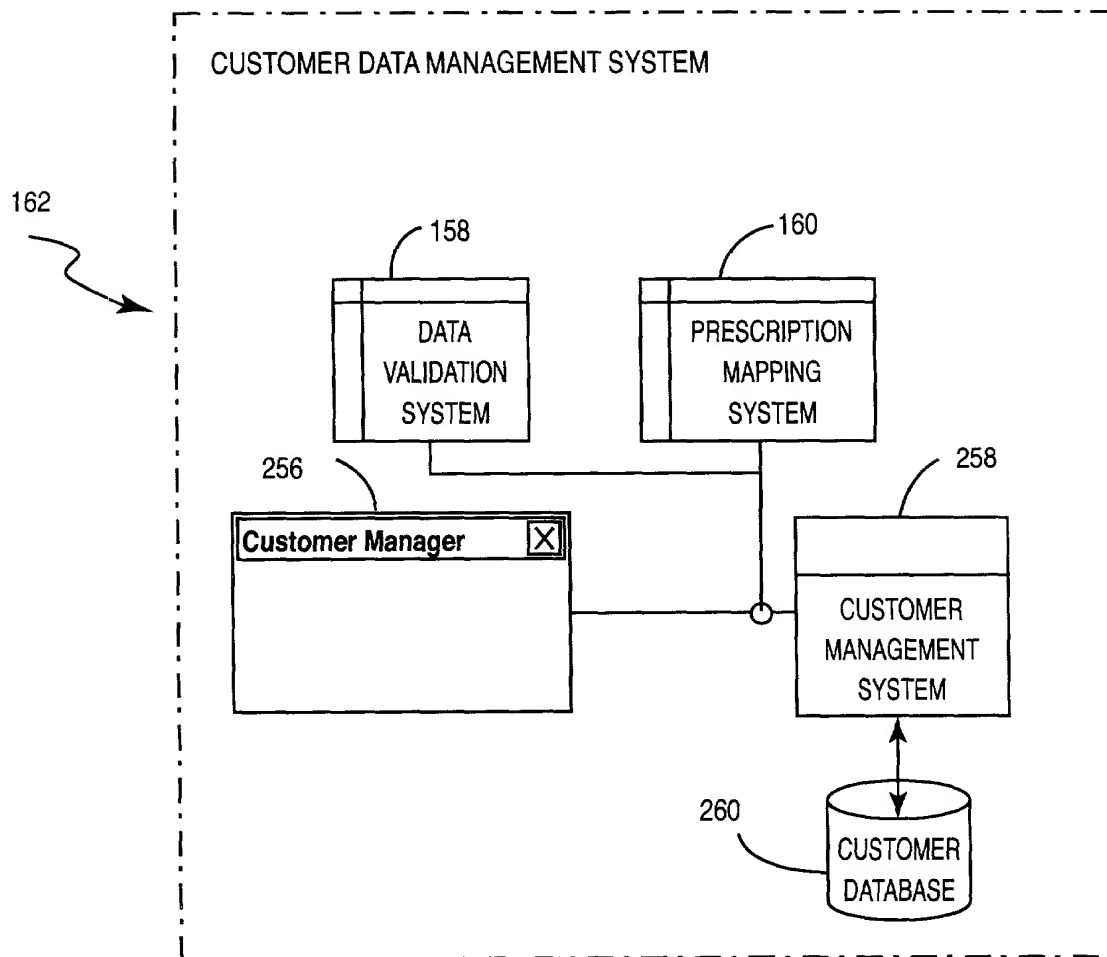 CUSTOMER DATA MANAGEMENT SYSTEM
162
158
160
DATA
VALIDATION
SYSTEM
PRESCRIPTION
MAPPING
SYSTEM
256
258
Customer Manager
X
CUSTOMER
MANAGEMENT
SYSTEM
260
CUSTOMER
DATABASE